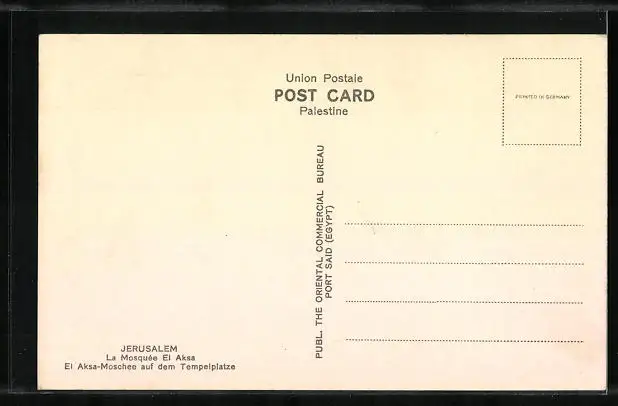 Union Postale
POST CARD
Palestine
PRINTED IN GERMANY
PUBL. THE ORIENTAL COMMERCIAL BUREAU
PORT SAID (EGYPT)
JERUSALEM
La Mosquée El Aksa
El Aksa-Moschee auf dem Tempelplatze